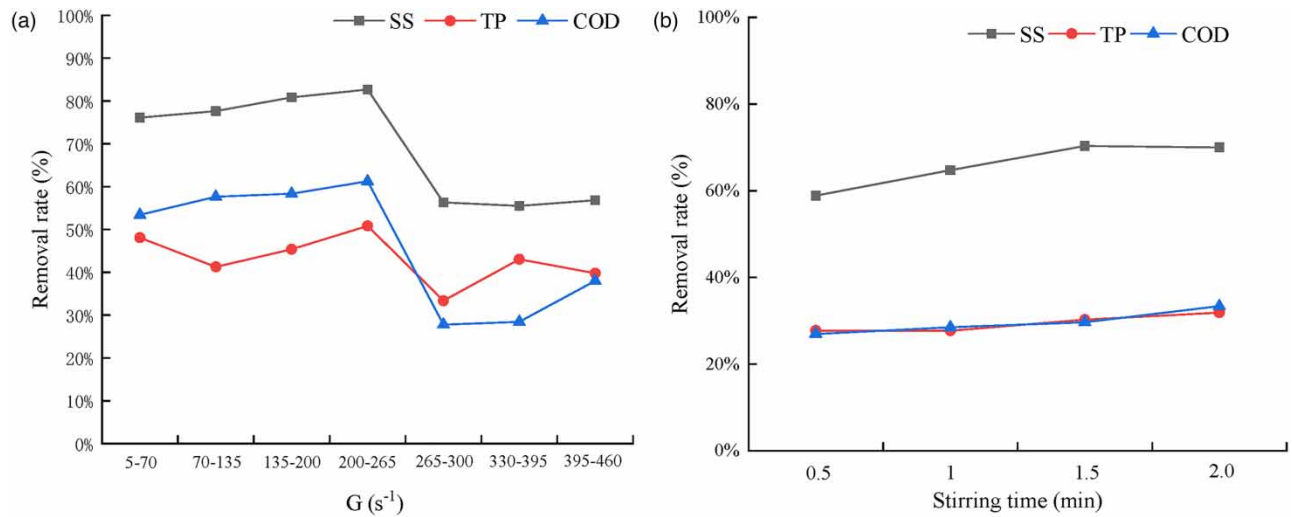 (a)
SS TP COD
100%
90%
80%
70%
60%
50%
40%
30%
20%
10%
0%
Removal rate (%)
5-70 70-135 135-200 200-265 265-300 330-395 395-460
G (s⁻¹)
(b)
SS TP COD
100%
80%
60%
40%
20%
0%
Removal rate (%)
0.5 1 1.5 2.0
Stirring time (min)